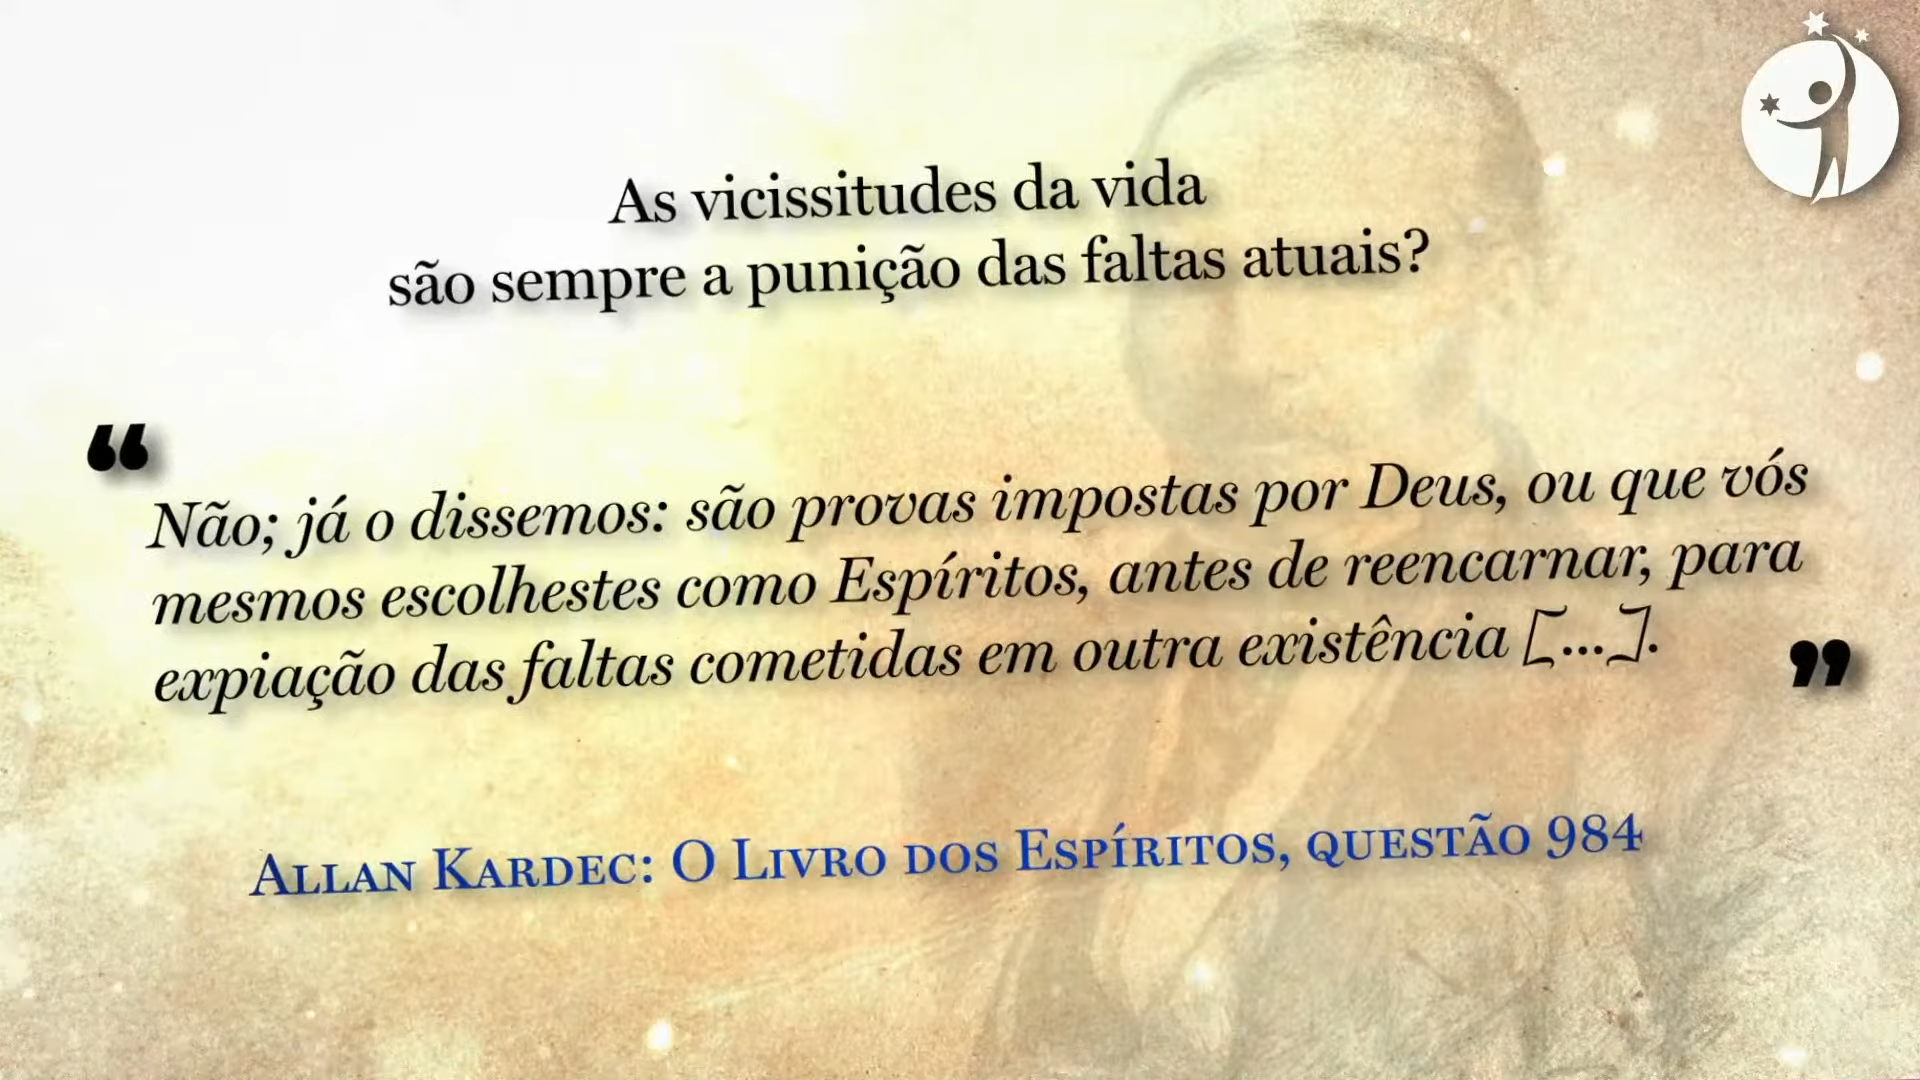 As vicissitudes da vida
são sempre a punição das faltas atuais?
“
Não; já o dissemos: são provas impostas por Deus, ou que vós
mesmos escolhestes como Espíritos, antes de reencarnar, para
expiação das faltas cometidas em outra existência [...].
”
Allan Kardec: O Livro dos Espíritos, questão 984